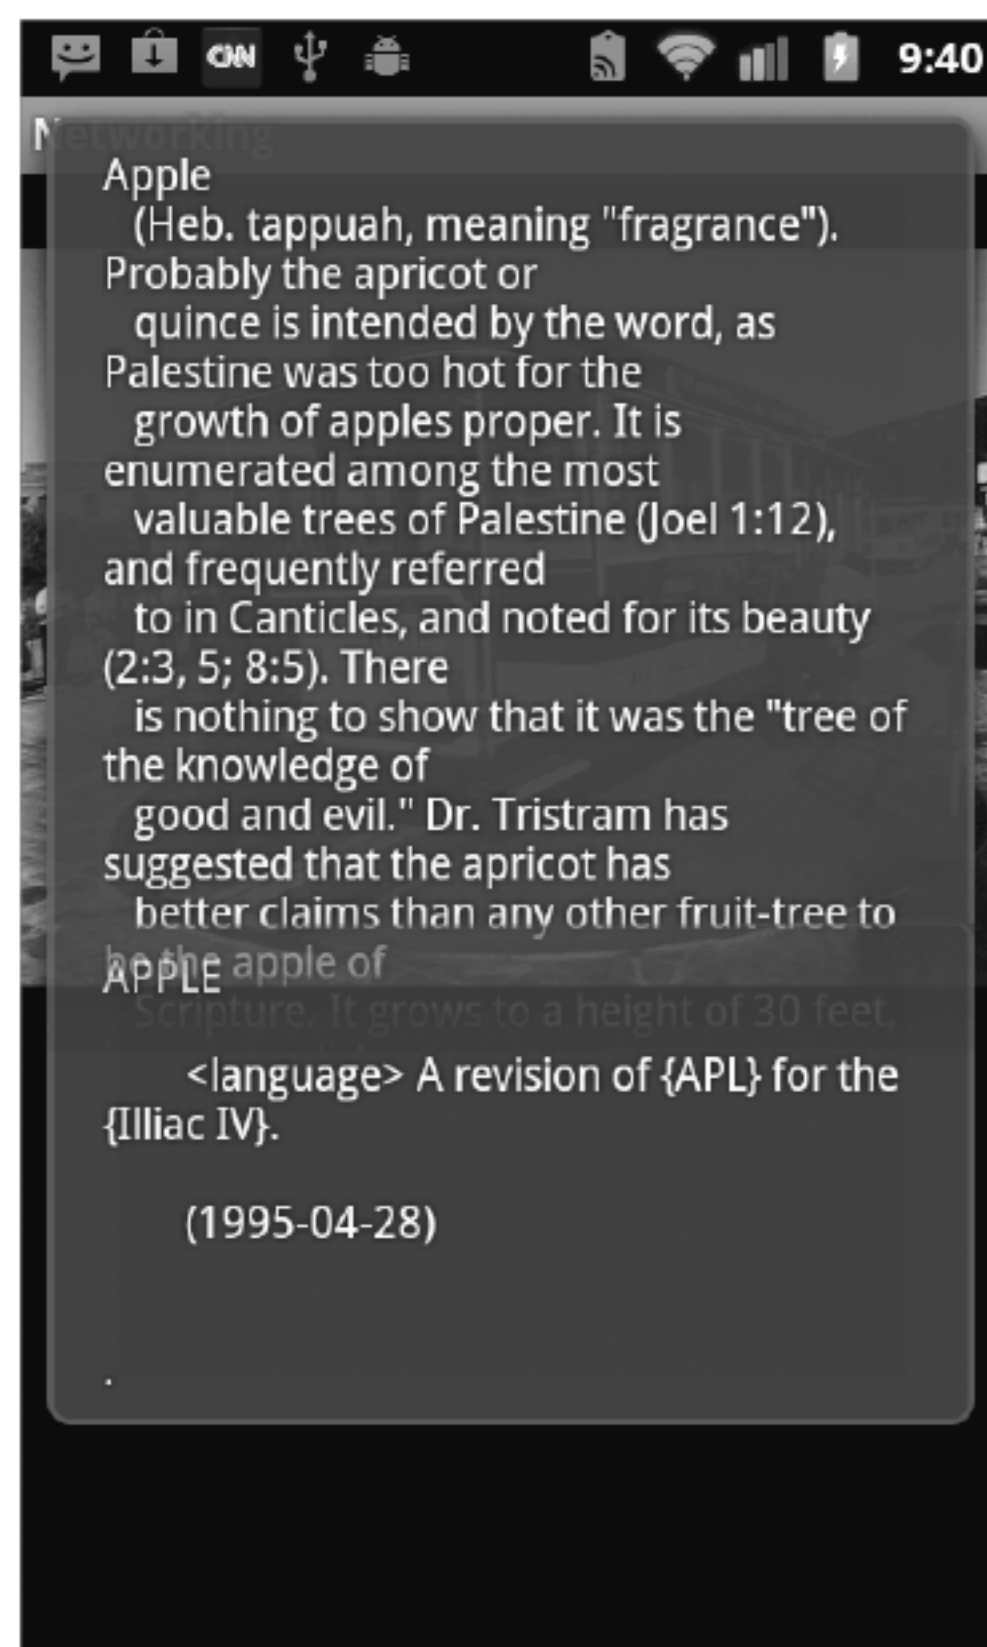 CNN
9:40
Networking
Apple
(Heb. tappuah, meaning "fragrance").
Probably the apricot or
quince is intended by the word, as
Palestine was too hot for the
growth of apples proper. It is
enumerated among the most
valuable trees of Palestine (Joel 1:12),
and frequently referred
to in Canticles, and noted for its beauty
(2:3, 5; 8:5). There
is nothing to show that it was the "tree of
the knowledge of
good and evil." Dr. Tristram has
suggested that the apricot has
better claims than any other fruit-tree to
be the apple of
APPLE
Scripture. It grows to a height of 30 feet,
<language> A revision of {APL} for the
{Illiac IV}.
(1995-04-28)
.